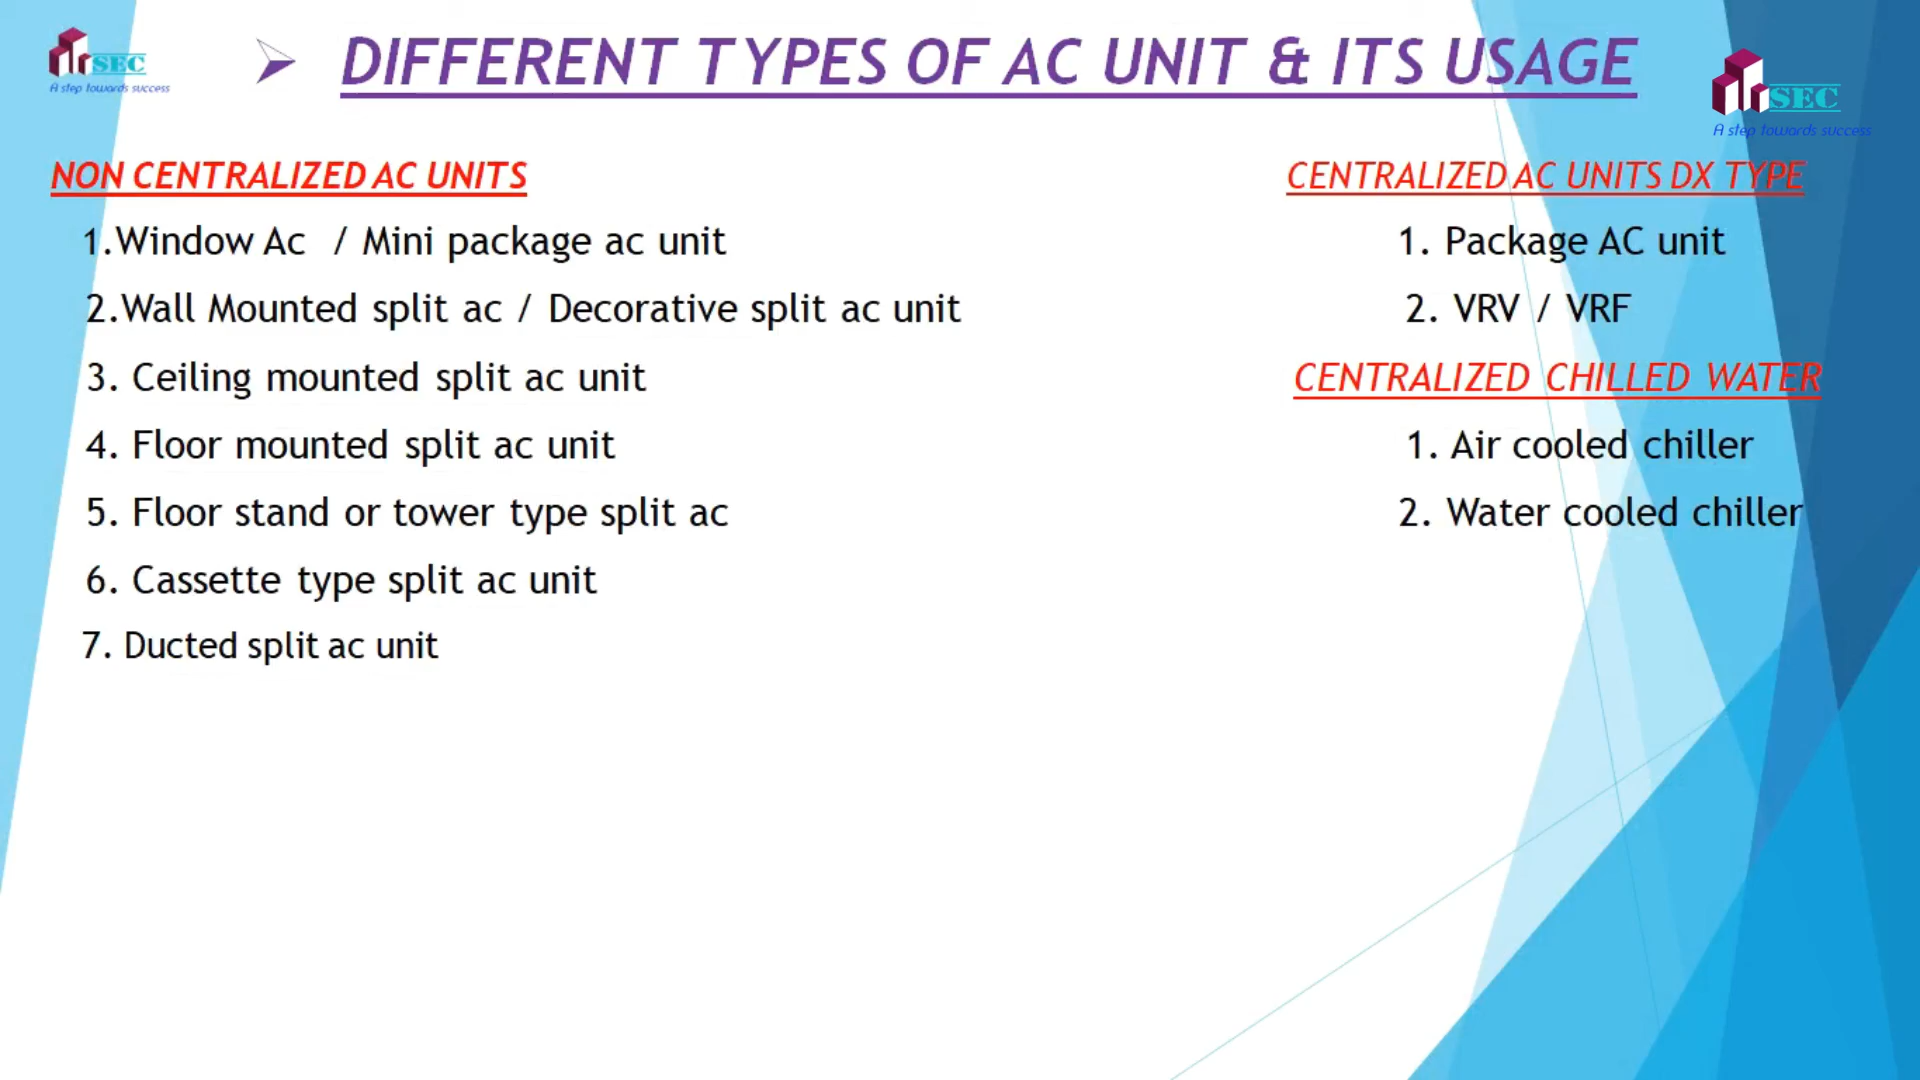 SEC
A step towards success
DIFFERENT TYPES OF AC UNIT & ITS USAGE
SEC
A step towards success
NON CENTRALIZED AC UNITS
1.Window Ac / Mini package ac unit
2.Wall Mounted split ac / Decorative split ac unit
3. Ceiling mounted split ac unit
4. Floor mounted split ac unit
5. Floor stand or tower type split ac
6. Cassette type split ac unit
7. Ducted split ac unit
CENTRALIZED AC UNITS DX TYPE
1. Package AC unit
2. VRV / VRF
CENTRALIZED CHILLED WATER
1. Air cooled chiller
2. Water cooled chiller